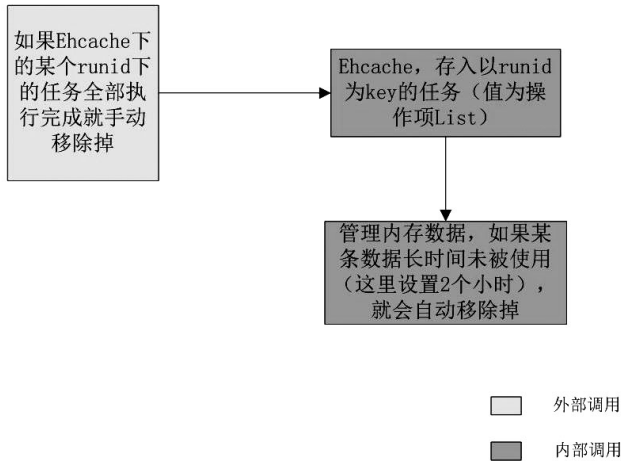 如果Ehcache下
的某个runid下
的任务全部执
行完成就手动
移除掉
Ehcache，存入以runid
为key的任务（值为操
作项List）
管理内存数据，如果某
条数据长时间未被使用
（这里设置2个小时），
就会自动移除掉
外部调用
内部调用